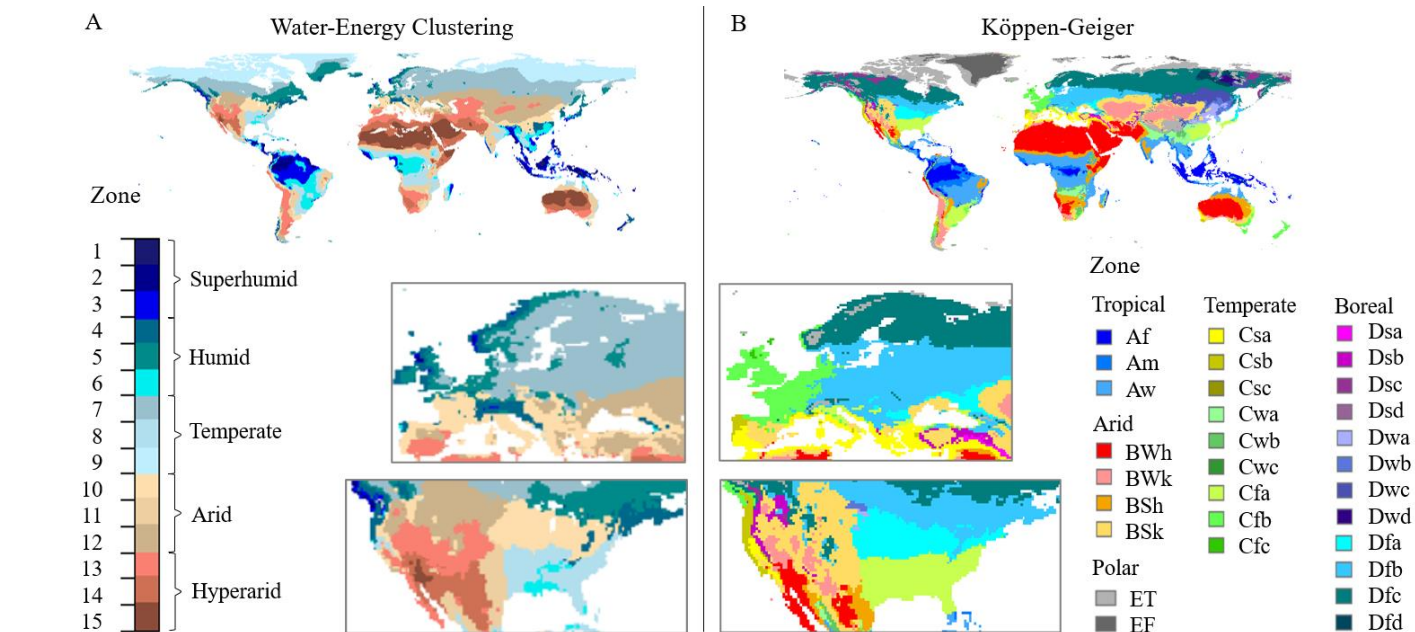 A
Water-Energy Clustering
B
Köppen-Geiger
Zone
1
2
3
4
5
6
7
8
9
10
11
12
13
14
15
Superhumid
Humid
Temperate
Arid
Hyperarid
Zone
Tropical
Af
Am
Aw
Arid
BWh
BWk
BSh
BSk
Polar
ET
EF
Temperate
Csa
Csb
Csc
Cwa
Cwb
Cwc
Cfa
Cfb
Cfc
Boreal
Dsa
Dsb
Dsc
Dsd
Dwa
Dwb
Dwc
Dwd
Dfa
Dfb
Dfc
Dfd